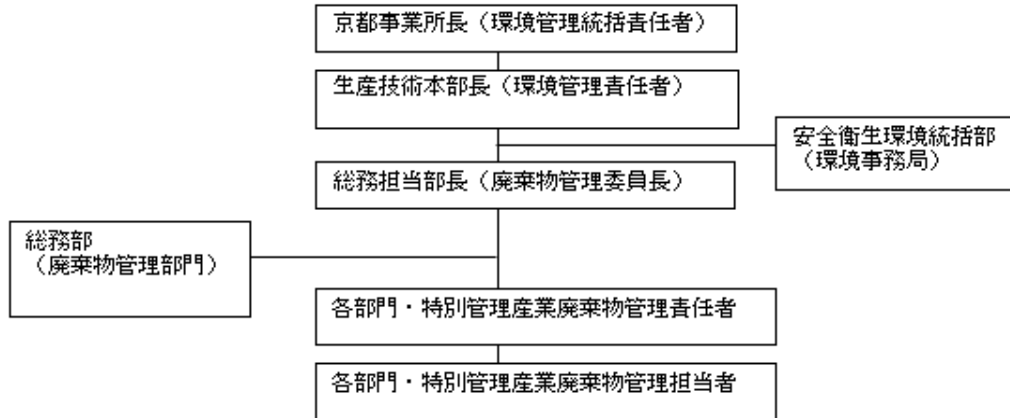 京都事業所長（環境管理統括責任者）
生産技術本部長（環境管理責任者）
安全衛生環境統括部
（環境事務局）
総務担当部長（廃棄物管理委員長）
総務部
（廃棄物管理部門）
各部門・特別管理産業廃棄物管理責任者
各部門・特別管理産業廃棄物管理担当者